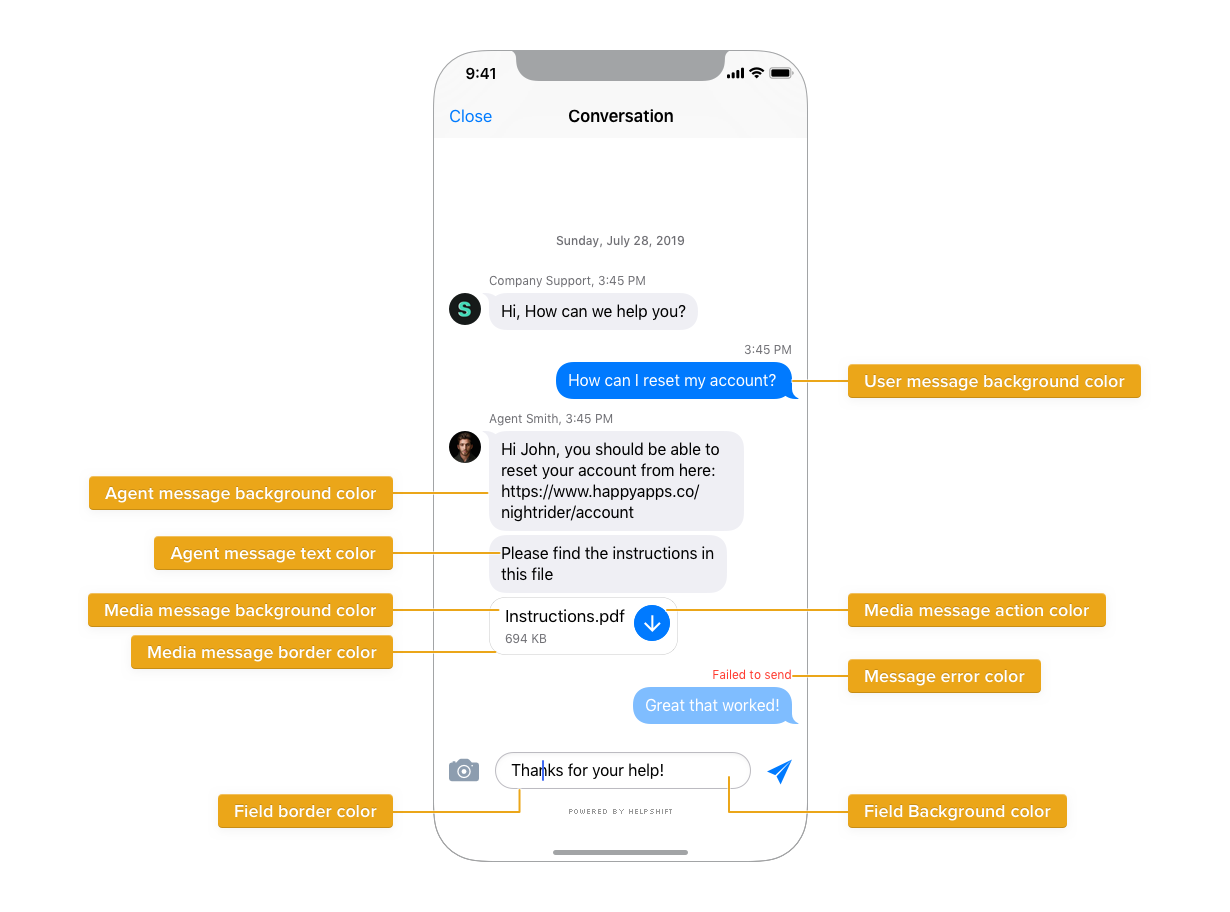 9:41
Close
Conversation
Sunday, July 28, 2019
Company Support, 3:45 PM
S
Hi, How can we help you?
3:45 PM
How can I reset my account?
User message background color
Agent Smith, 3:45 PM
Hi John, you should be able to
reset your account from here:
https://www.happyapps.co/
nightrider/account
Agent message background color
Agent message text color
Please find the instructions in
this file
Media message background color
Instructions.pdf
694 KB
Media message action color
Media message border color
Failed to send
Message error color
Great that worked!
Thanks for your help!
Field border color
POWERED BY HELPSHIFT
Field Background color